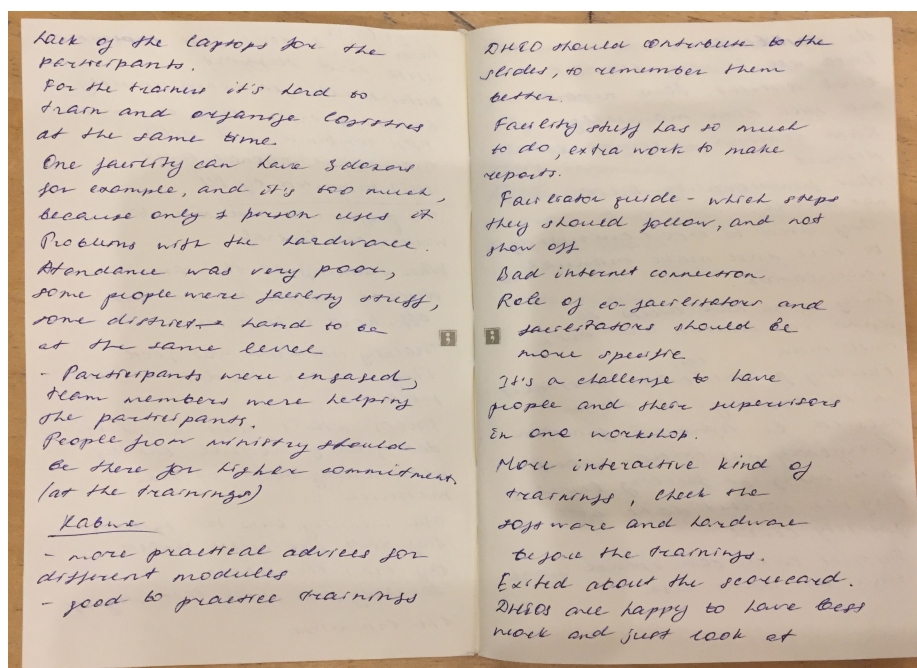 Lack of the laptops for the
participants.
For the trainers it's hard to
train and organize logistics
at the same time.
One facility can have 3 doxers
for example, and it's too much,
because only 1 person uses it
Problems with the hardware.
Attendance was very poor,
some people were facility stuff,
some district hard to be
at the same level
- Participants were engased,
team members were helping
the participants.
People from ministry should
be there for higher commitment.
(at the trainings)
Kabwe
- more practical advices for
different modules
- good to practice trainings
DHIO should contribute to the
slides, to remember them
better.
Facility stuff has so much
to do, extra work to make
reports.
Facilitator guide - which steps
they should follow, and not
show off
Bad internet connection
Role of co-facilitators and
facilitators should be
more specific
It's a challenge to have
people and their supervisors
in one workshop.
More interactive kind of
trainings, check the
software and hardware
before the trainings.
Exited about the scorecard.
DHIOs are happy to have less
work and just look at